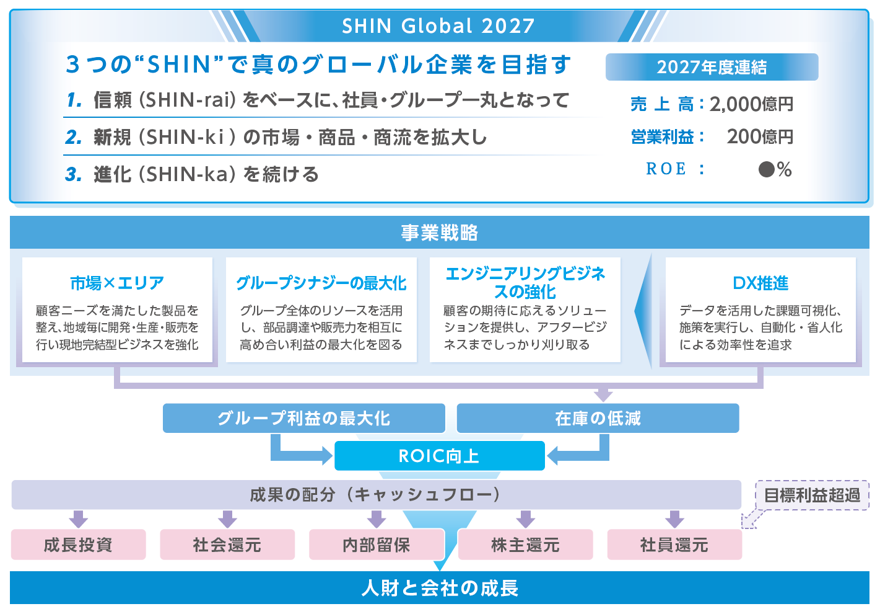 SHIN Global 2027
３つの“SHIN”で真のグローバル企業を目指す
1. 信頼（SHIN-rai）をベースに、社員・グループ一丸となって
2. 新規（SHIN-ki）の市場・商品・商流を拡大し
3. 進化（SHIN-ka）を続ける
2027年度連結
売上高：2,000億円
営業利益： 200億円
ROE ： ●%
事業戦略
市場×エリア
顧客ニーズを満たした製品を
整え、地域毎に開発・生産・販売を
行い現地完結型ビジネスを強化
グループシナジーの最大化
グループ全体のリソースを活用
し、部品調達や販売力を相互に
高め合い利益の最大化を図る
エンジニアリングビジネ
スの強化
顧客の期待に応えるソリュー
ションを提供し、アフタービジ
ネスまでしっかり刈り取る
DX推進
データを活用した課題可視化、
施策を実行し、自動化・省人化
による効率性を追求
グループ利益の最大化
在庫の低減
ROIC向上
成果の配分（キャッシュフロー）
目標利益超過
成長投資
社会還元
内部留保
株主還元
社員還元
人財と会社の成長